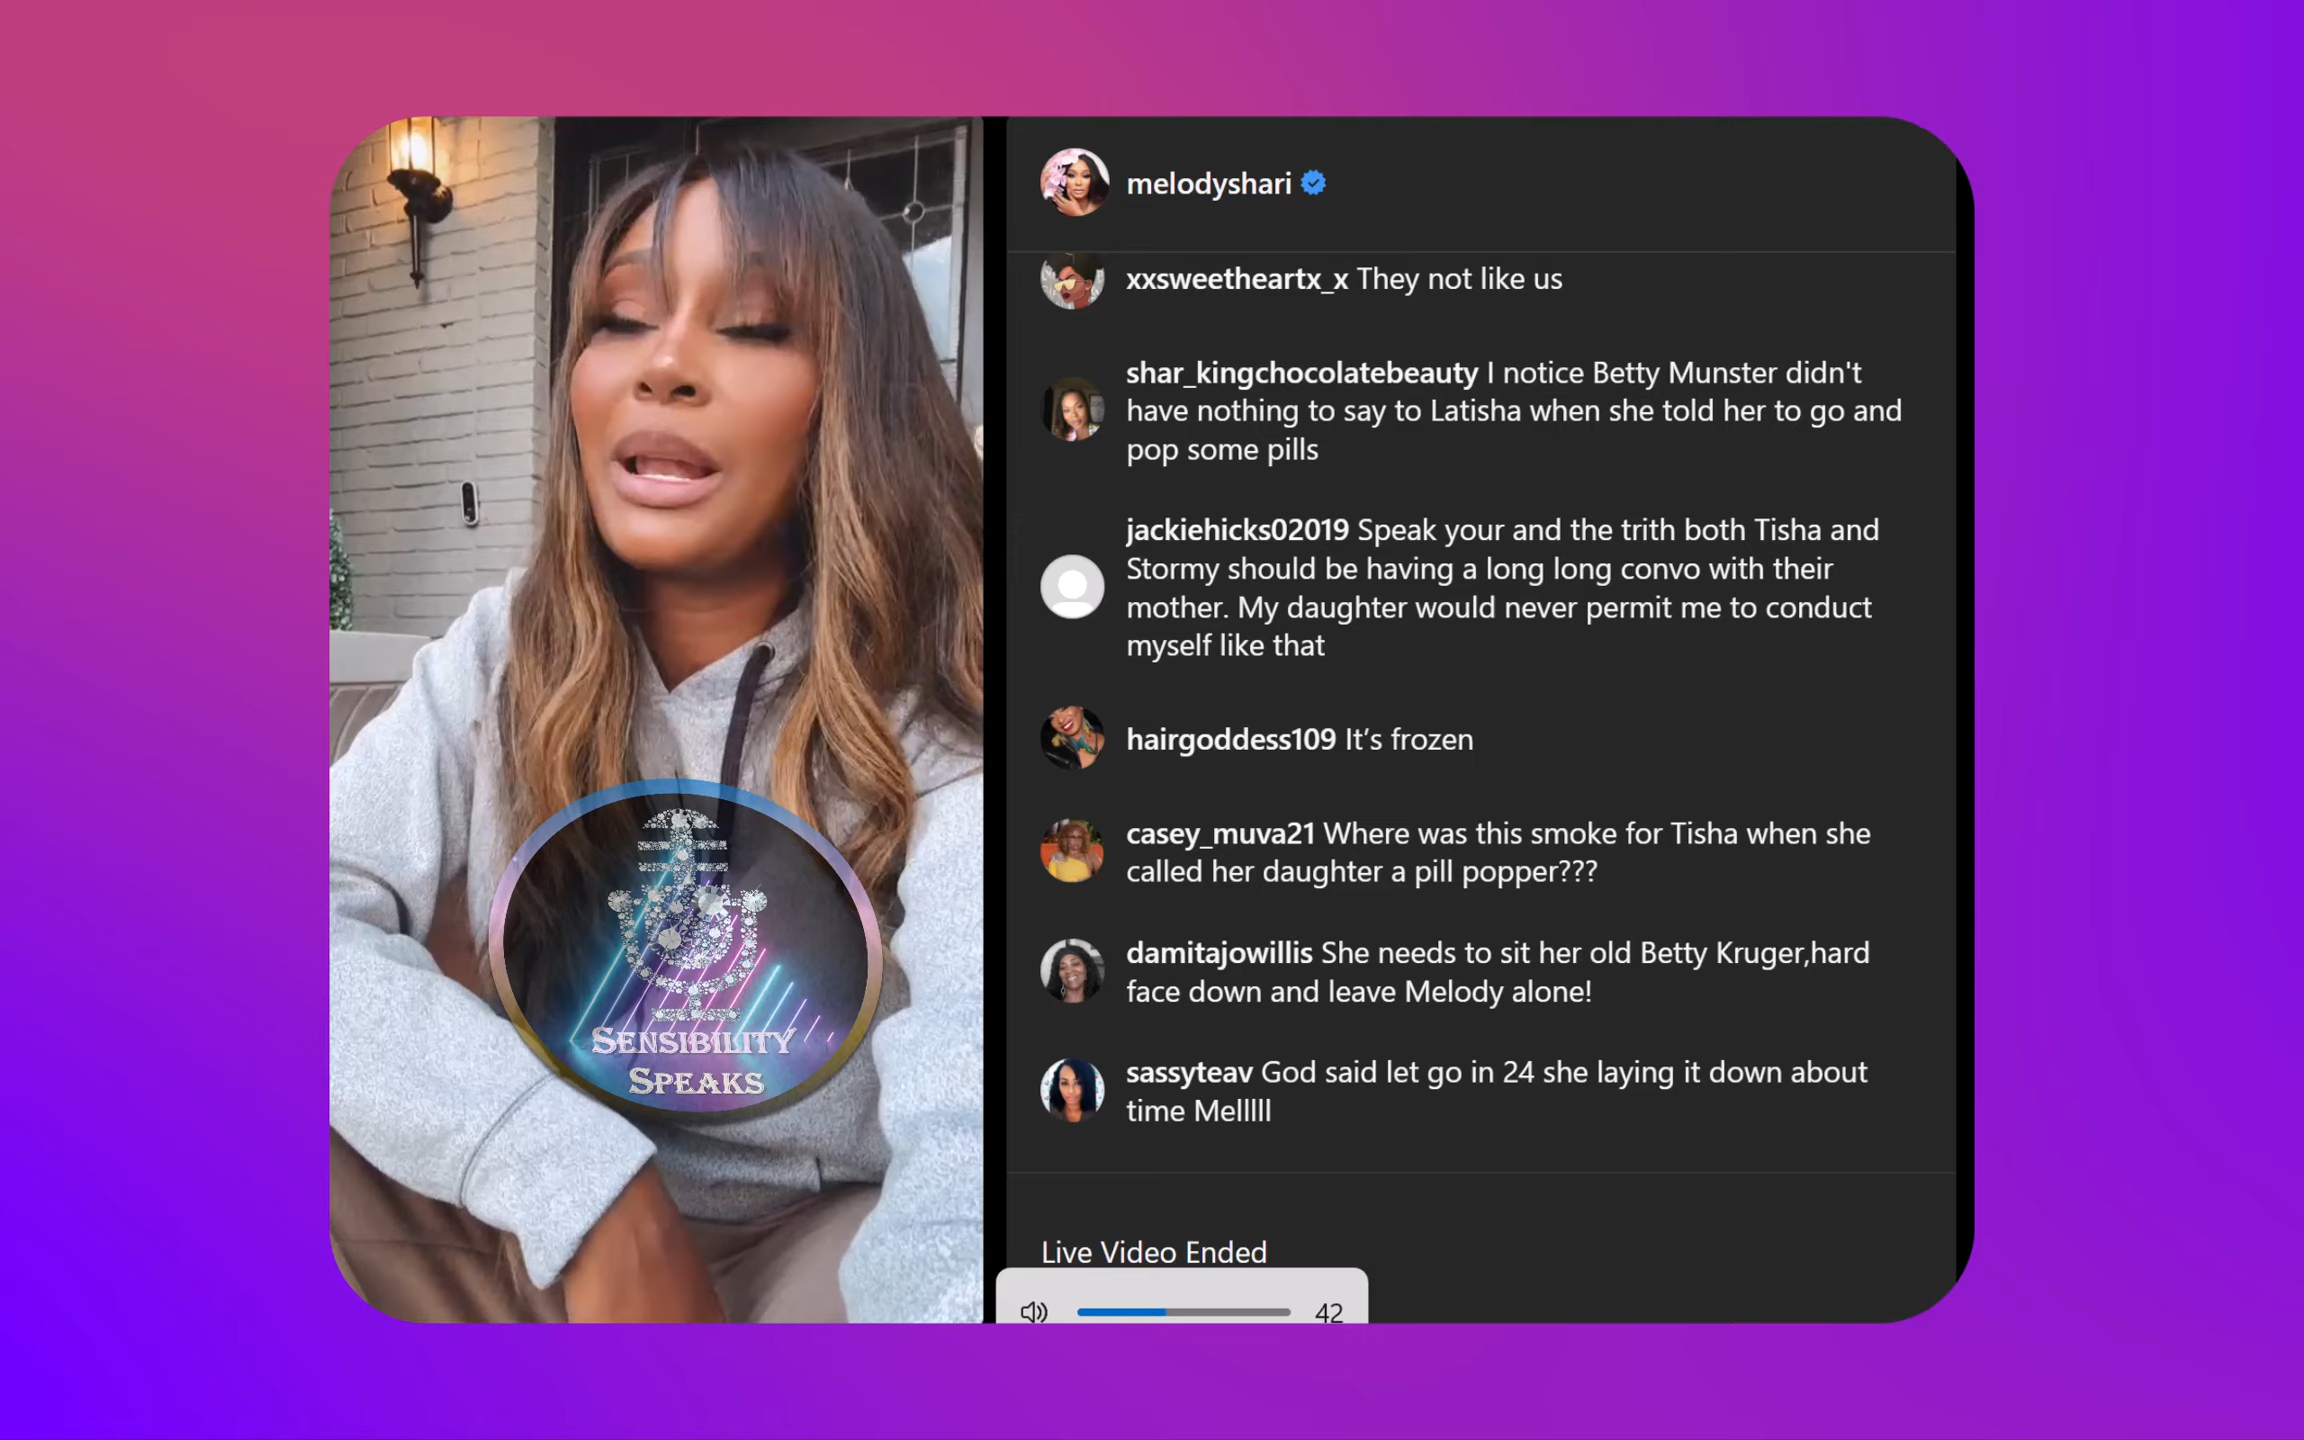 melodyshari
xxsweetheartx_x They not like us
shar_kingchocolatebeauty I notice Betty Munster didn't
have nothing to say to Latisha when she told her to go and
pop some pills
jackiehicks02019 Speak your and the trith both Tisha and
Stormy should be having a long long convo with their
mother. My daughter would never permit me to conduct
myself like that
hairgoddess109 It’s frozen
casey_muva21 Where was this smoke for Tisha when she
called her daughter a pill popper???
damitajowillis She needs to sit her old Betty Kruger,hard
face down and leave Melody alone!
sassyteav God said let go in 24 she laying it down about
time Melllll
Live Video Ended
42
SENSIBILITY
SPEAKS